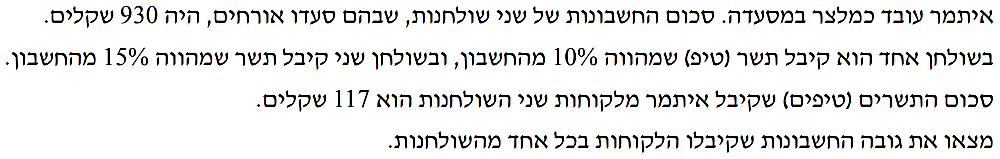 איתמר עובד כמלצר במסעדה. סכום החשבונות של שני שולחנות, שבהם סעדו אורחים, היה 930 שקלים.
בשולחן אחד הוא קיבל תשר (טיפ) שמהווה 10% מהחשבון, ובשולחן שני קיבל תשר שמהווה 15% מהחשבון.
סכום התשרים (טיפים) שקיבל איתמר מלקוחות שני השולחנות הוא 117 שקלים.
מצאו את גובה החשבונות שקיבלו הלקוחות בכל אחד מהשולחנות.